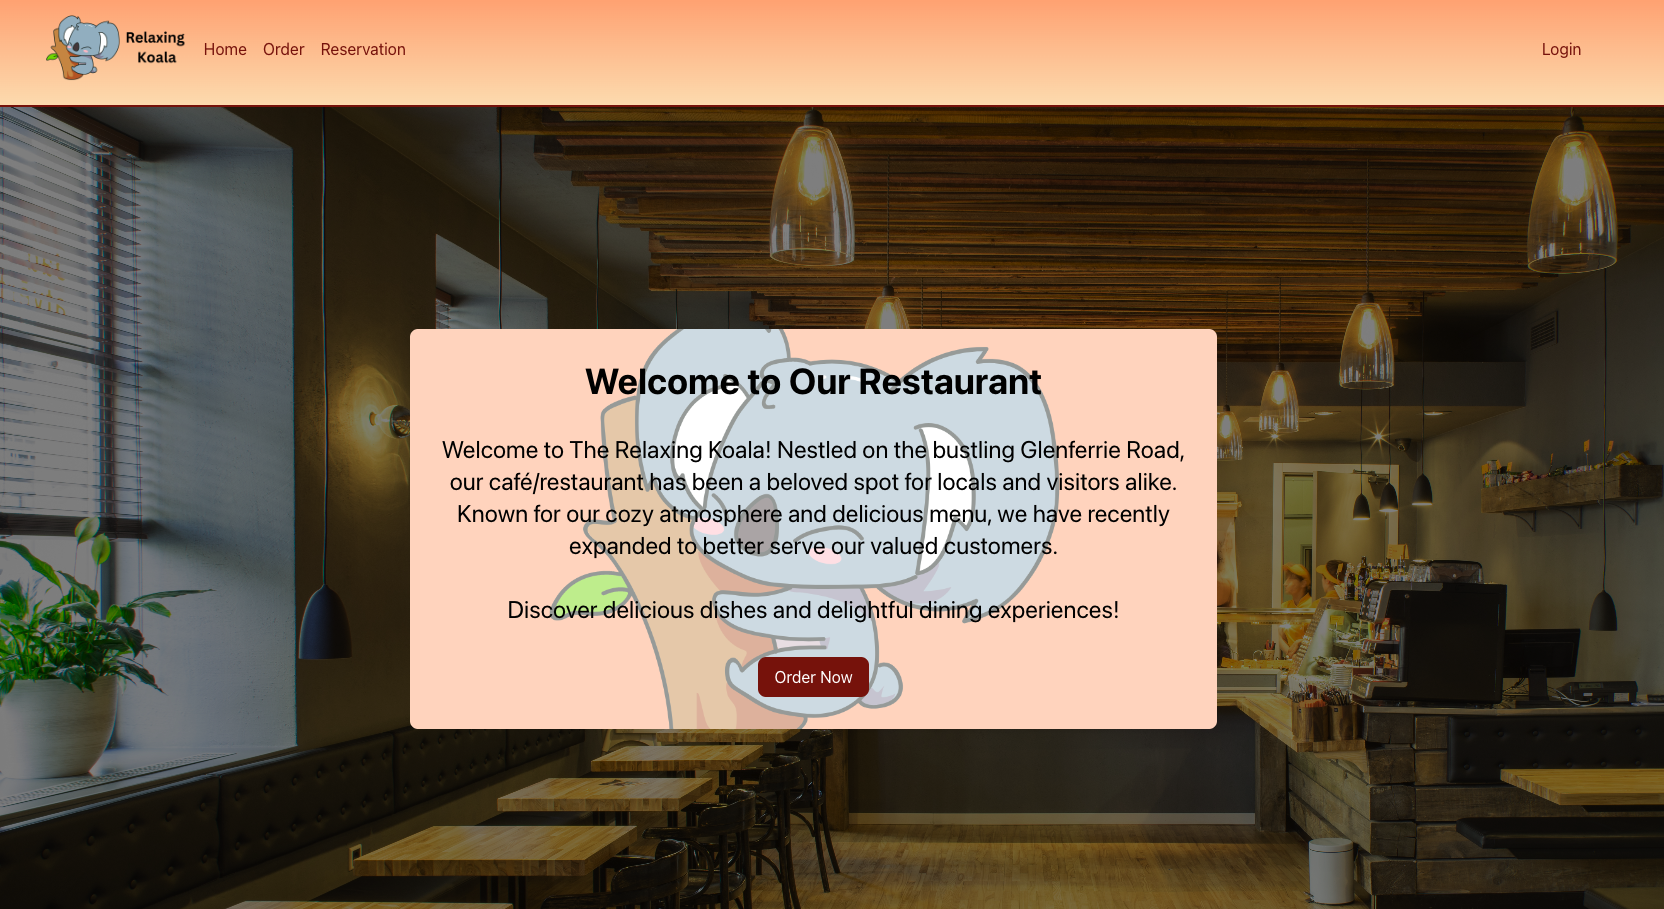 Relaxing
Koala
Home
Order
Reservation
Login
Welcome to Our Restaurant
Welcome to The Relaxing Koala! Nestled on the bustling Glenferrie Road,
our café/restaurant has been a beloved spot for locals and visitors alike.
Known for our cozy atmosphere and delicious menu, we have recently
expanded to better serve our valued customers.
Discover delicious dishes and delightful dining experiences!
Order Now